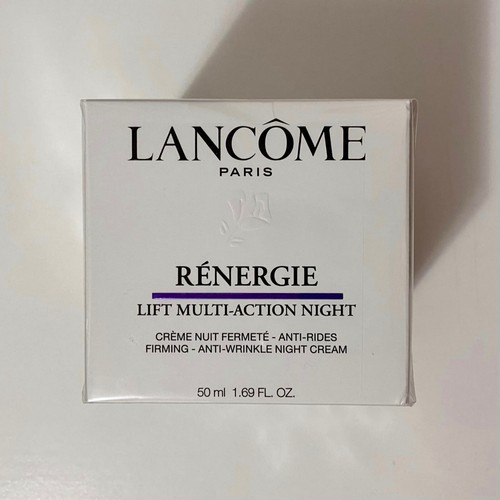 LANCÔME
PARIS
RÉNERGIE
LIFT MULTI-ACTION NIGHT
CRÈME NUIT FERMETÉ - ANTI-RIDES
FIRMING - ANTI-WRINKLE NIGHT CREAM
50 ml 1.69 FL. OZ.